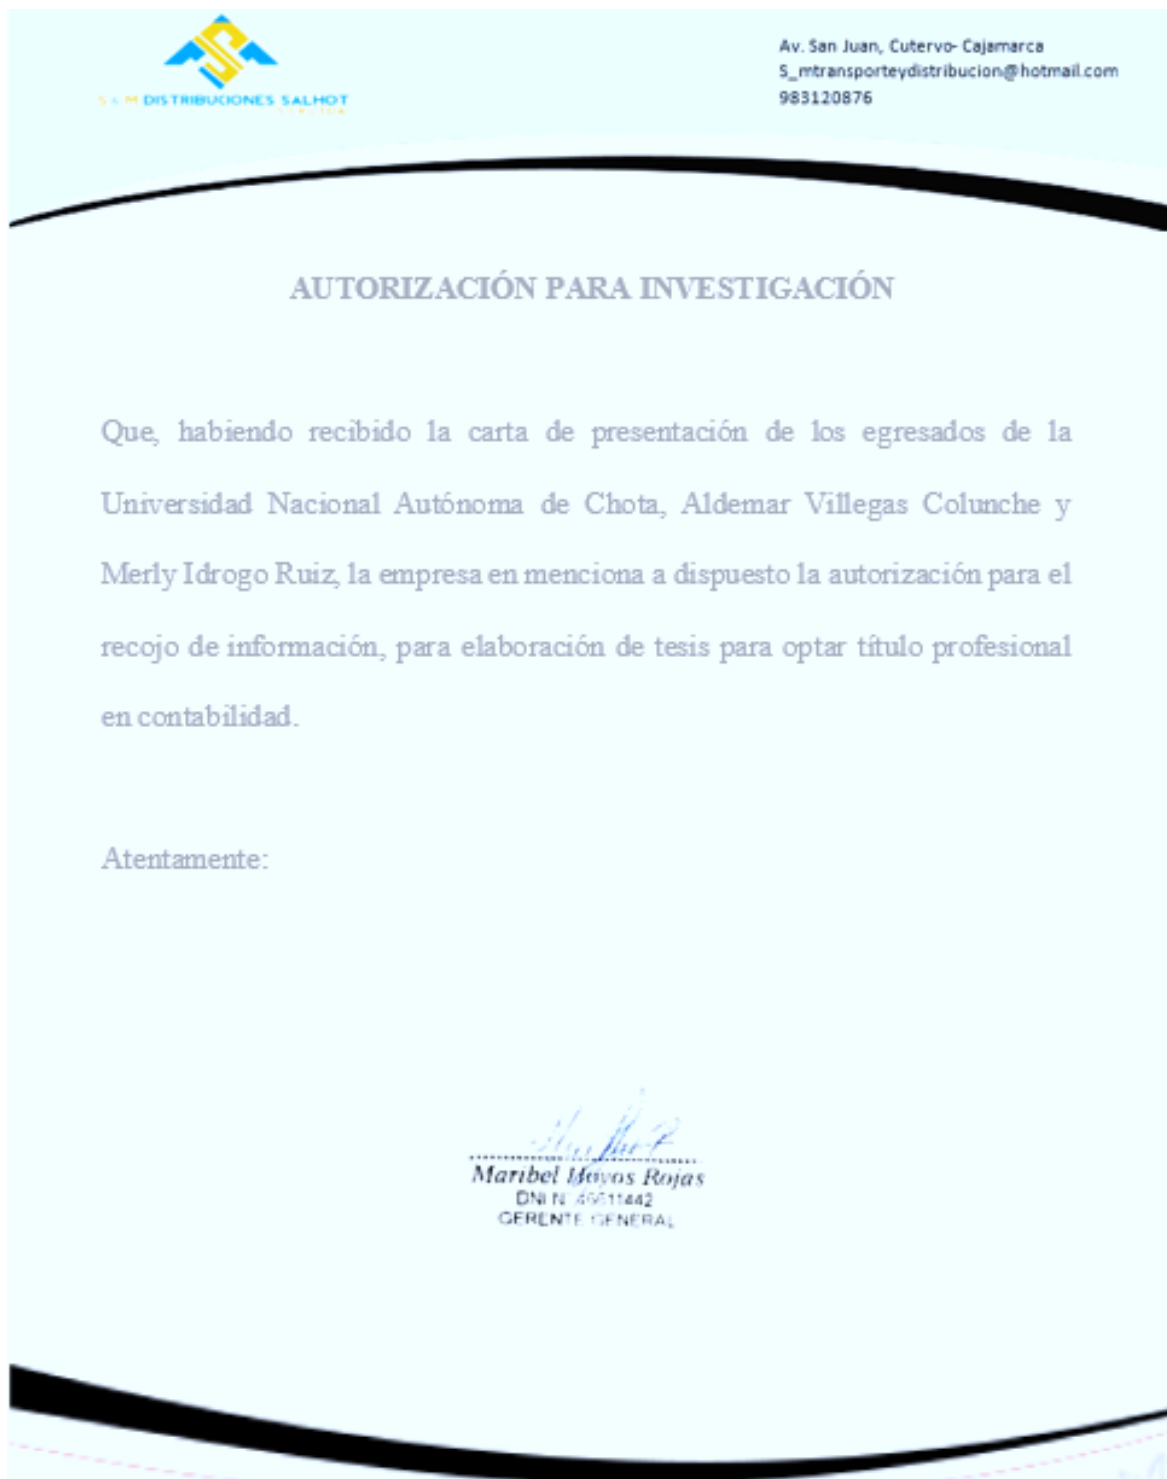 S & M DISTRIBUCIONES SALHOT
Av. San Juan, Cutervo- Cajamarca
S_mtransporteydistribucion@hotmail.com
983120876
AUTORIZACIÓN PARA INVESTIGACIÓN
Que, habiendo recibido la carta de presentación de los egresados de la
Universidad Nacional Autónoma de Chota, Aldemar Villegas Colunche y
Merly Idrogo Ruiz, la empresa en menciona a dispuesto la autorización para el
recojo de información, para elaboración de tesis para optar título profesional
en contabilidad.
Atentamente:
Maribel Hoyos Rojas
DNI N°
GERENTE GENERAL